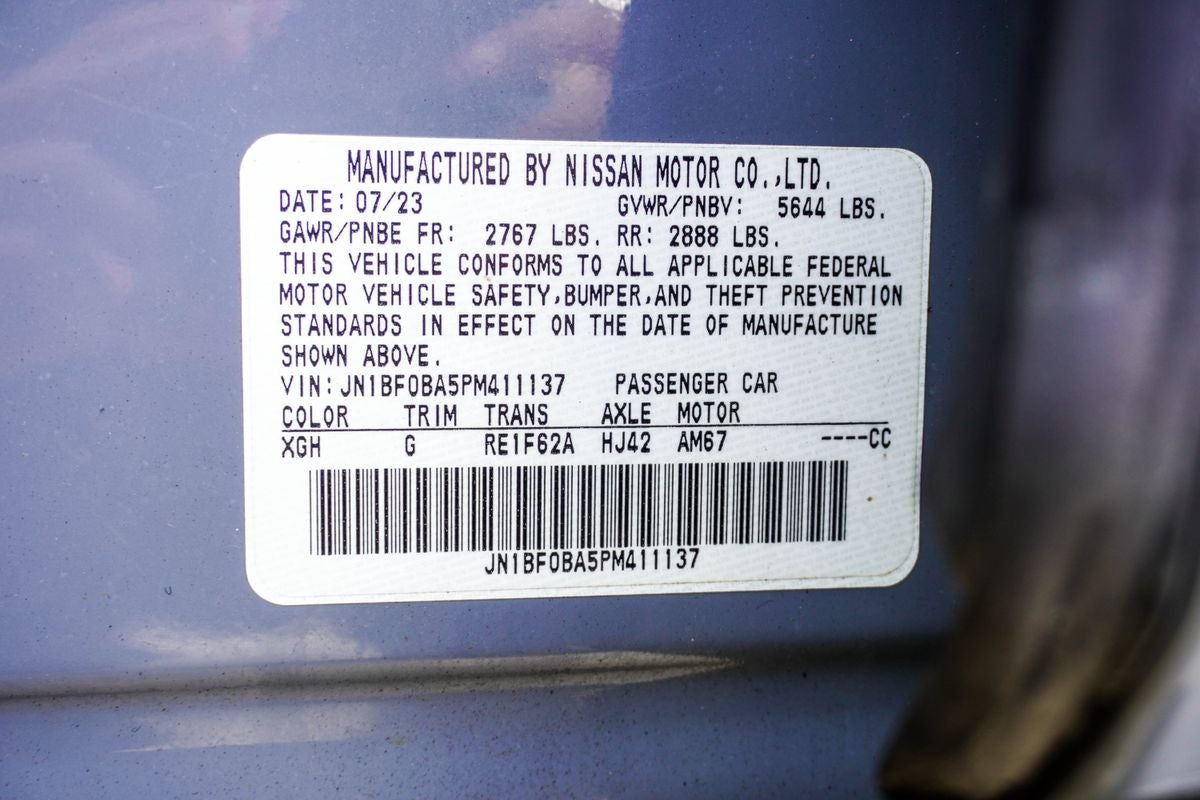 MANUFACTURED BY NISSAN MOTOR CO.,LTD.
DATE: 07/23 GVWR/PNBV: 5644 LBS.
GAWR/PNBE FR: 2767 LBS. RR: 2888 LBS.
THIS VEHICLE CONFORMS TO ALL APPLICABLE FEDERAL
MOTOR VEHICLE SAFETY,BUMPER,AND THEFT PREVENTION
STANDARDS IN EFFECT ON THE DATE OF MANUFACTURE
SHOWN ABOVE.
VIN: JN1BF0BA5PM411137 PASSENGER CAR
COLOR TRIM TRANS AXLE MOTOR
XGH G RE1F62A HJ42 AM67 ----CC
JN1BF0BA5PM411137